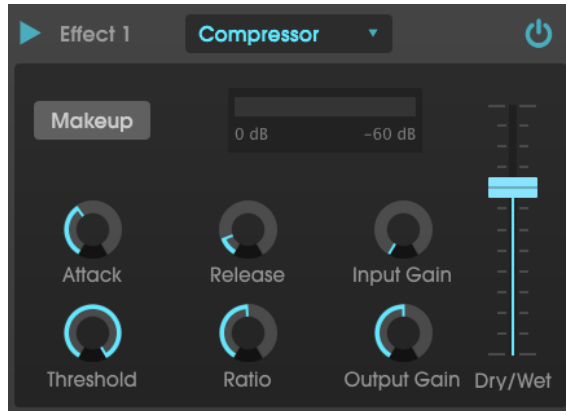 Effect 1 Compressor
Makeup
0 dB -60 dB
Attack Release Input Gain
Threshold Ratio Output Gain Dry/Wet